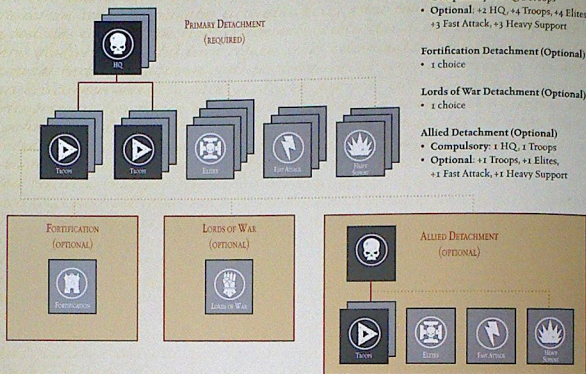 Primary Detachment
(required)
HQ
Troops
Troops
Elites
Fast Attack
Heavy
Support
• Optional: +2 HQ, +4 Troops, +4 Elites
+3 Fast Attack, +3 Heavy Support
Fortification Detachment (Optional)
• 1 choice
Lords of War Detachment (Optional)
• 1 choice
Allied Detachment (Optional)
• Compulsory: 1 HQ, 1 Troops
• Optional: +1 Troops, +1 Elites,
+1 Fast Attack, +1 Heavy Support
Fortification
(optional)
Fortification
Lords of War
(optional)
Lords of War
Allied Detachment
(optional)
Troops
Elites
Fast Attack
Heavy
Support